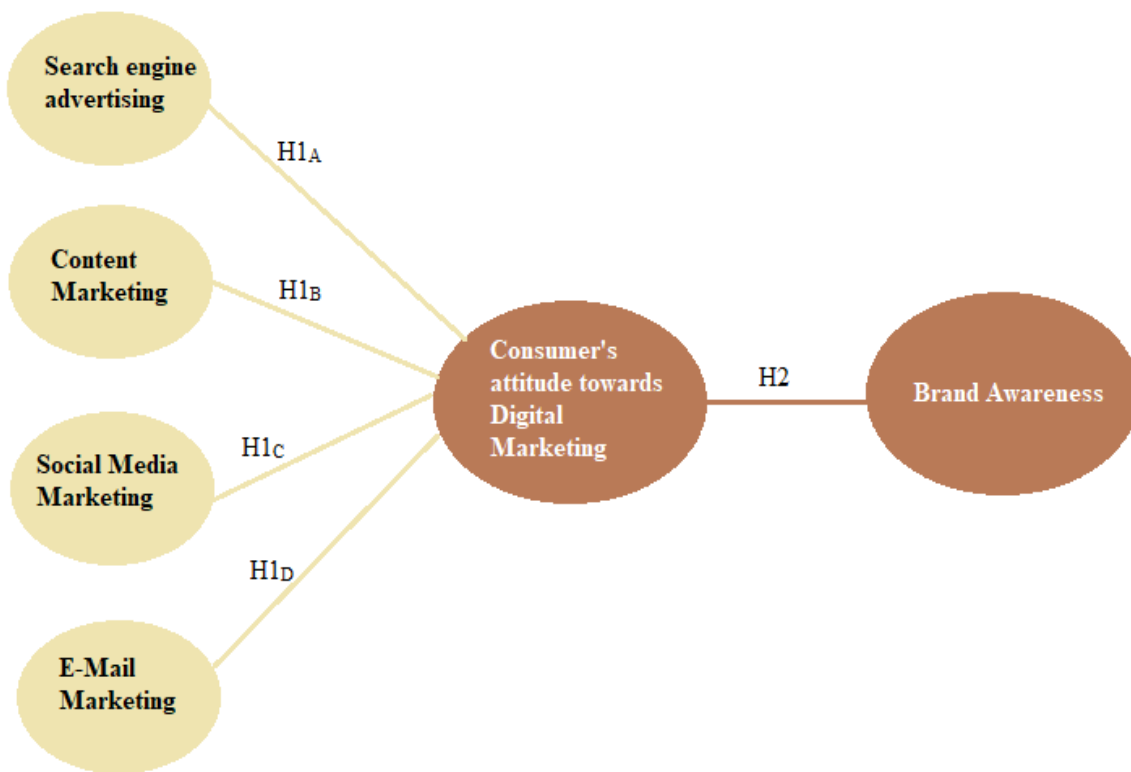 Search engine
advertising
H1A
Content
Marketing
H1B
Social Media
Marketing
H1C
E-Mail
Marketing
H1D
Consumer's
attitude towards
Digital
Marketing
H2
Brand Awareness